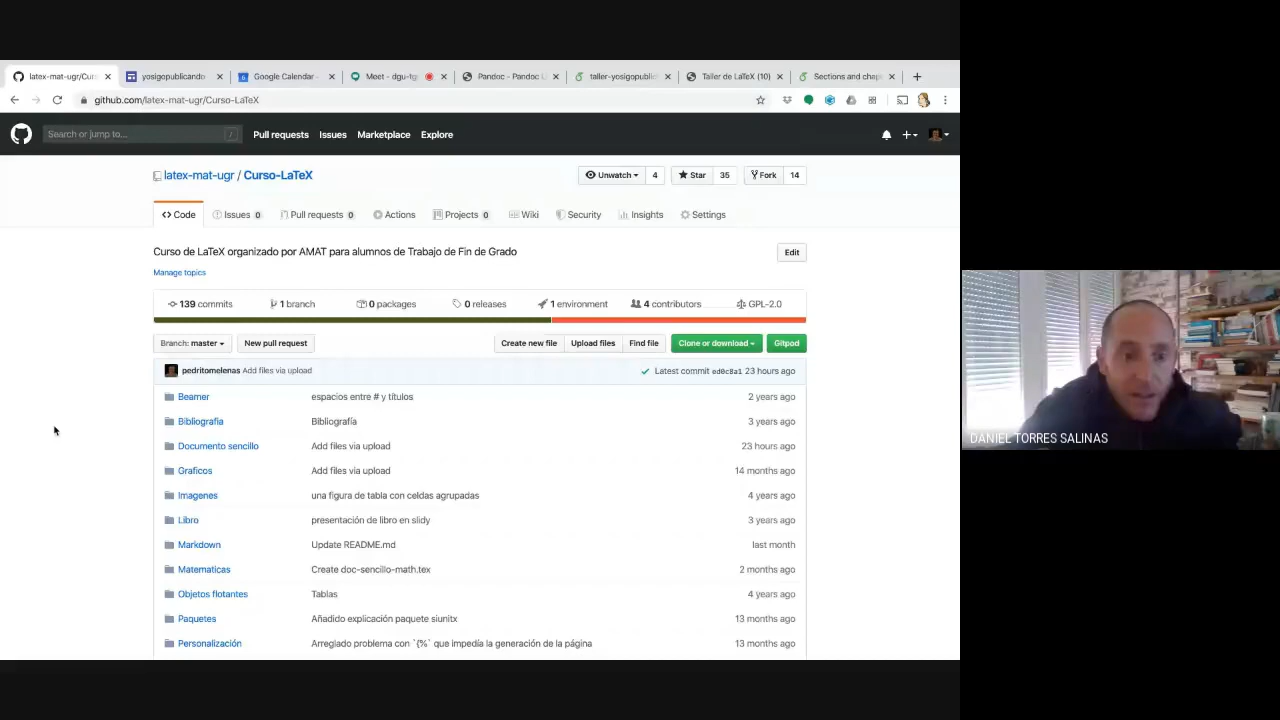 latex-mat-ugr/Cur
yosigopublicando
Google Calendar -
Meet - dgu-tg
Pandoc - Pandoc
taller-yosigopublic
Taller de LaTeX (10)
Sections and chap
github.com/latex-mat-ugr/Curso-LaTeX
Search or jump to... /
Pull requests Issues Marketplace Explore
latex-mat-ugr / Curso-LaTeX
Unwatch 4 Star 35 Fork 14
Code Issues 0 Pull requests 0 Actions Projects 0 Wiki Security Insights Settings
Curso de LaTeX organizado por AMAT para alumnos de Trabajo de Fin de Grado
Edit
Manage topics
139 commits 1 branch 0 packages 0 releases 1 environment 4 contributors GPL-2.0
Branch: master New pull request Create new file Upload files Find file Clone or download Gitpod
pedritomelenas Add files via upload Latest commit ed0c8a1 23 hours ago
Beamer espacios entre # y títulos 2 years ago
Bibliografia Bibliografía 3 years ago
Documento sencillo Add files via upload 23 hours ago
Graficos Add files via upload 14 months ago
Imagenes una figura de tabla con celdas agrupadas 4 years ago
Libro presentación de libro en slidy 3 years ago
Markdown Update README.md last month
Matematicas Create doc-sencillo-math.tex 2 months ago
Objetos flotantes Tablas 4 years ago
Paquetes Añadido explicación paquete siunitx 13 months ago
Personalización Arreglado problema con `{%` que impedía la generación de la página 13 months ago
DANIEL TORRES SALINAS